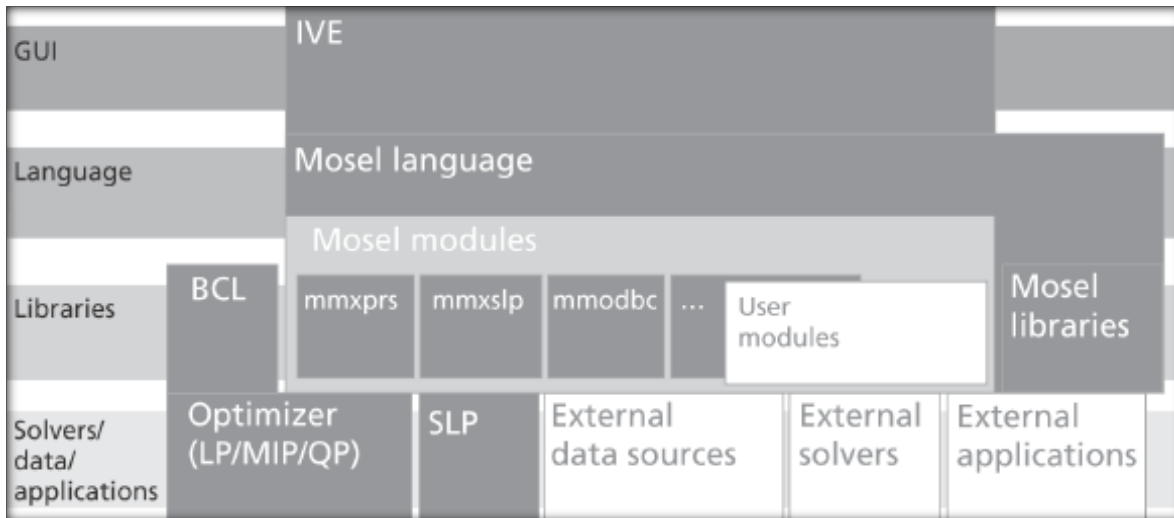 GUI
IVE
Language
Mosel language
Mosel modules
Libraries
BCL
mmxprs
mmxslp
mmodbc
...
User
modules
Mosel
libraries
Solvers/
data/
applications
Optimizer
(LP/MIP/QP)
SLP
External
data sources
External
solvers
External
applications